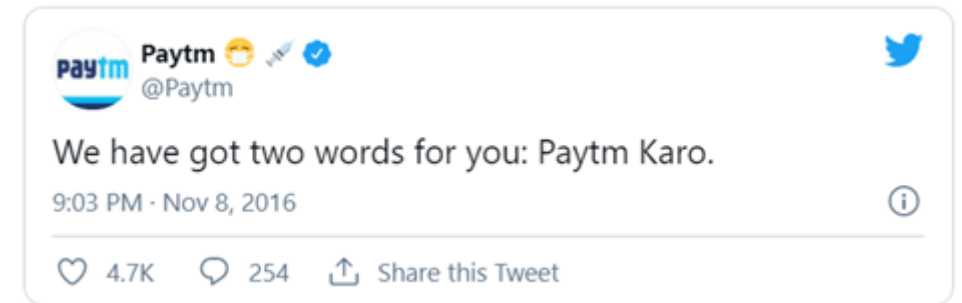 Paytm 😷 💉
paytm
@Paytm
We have got two words for you: Paytm Karo.
9:03 PM · Nov 8, 2016
4.7K 254 Share this Tweet